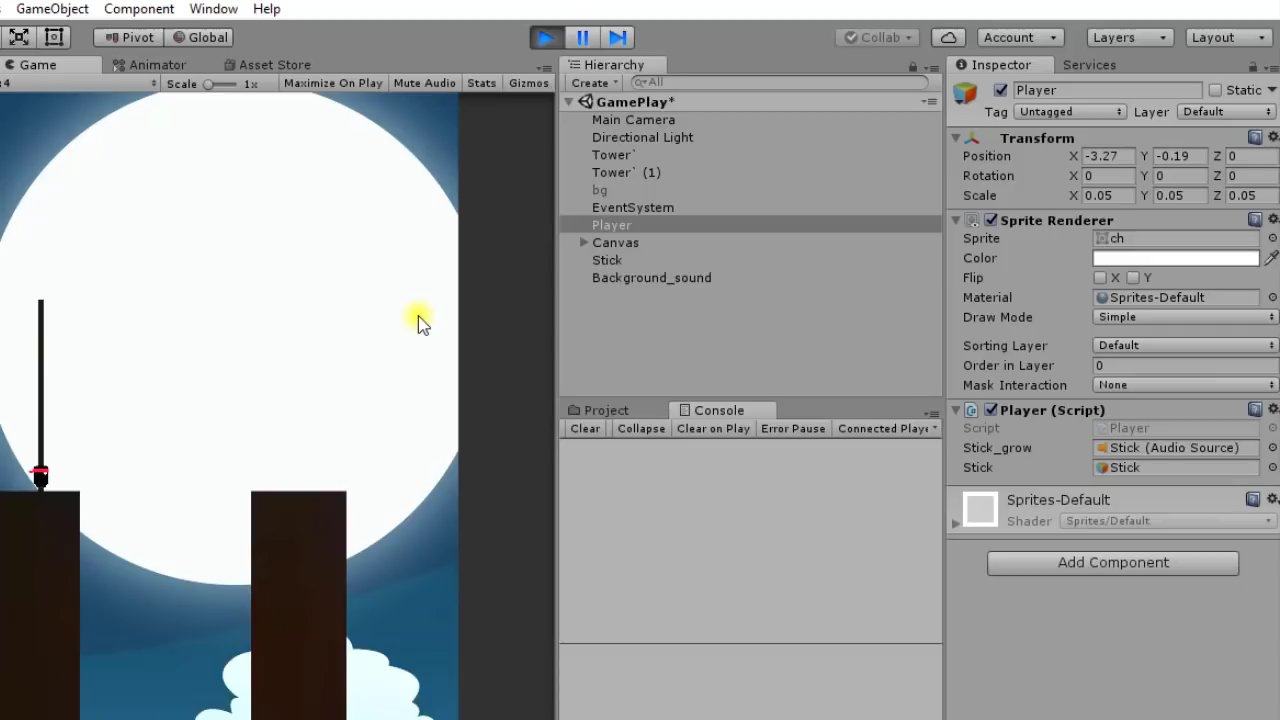 GameObject Component Window Help
Pivot Global Collab Account Layers Layout
Game Animator Asset Store Hierarchy Inspector Services
4 Scale 1x Maximize On Play Mute Audio Stats Gizmos
Create All
GamePlay*
Main Camera
Directional Light
Tower`
Tower` (1)
bg
EventSystem
Player
Canvas
Stick
Background_sound
Project Console
Clear Collapse Clear on Play Error Pause Connected Playe
Player Static
Tag Untagged Layer Default
Transform
Position X -3.27 Y -0.19 Z 0
Rotation X 0 Y 0 Z 0
Scale X 0.05 Y 0.05 Z 0.05
Sprite Renderer
Sprite ch
Color
Flip X Y
Material Sprites-Default
Draw Mode Simple
Sorting Layer Default
Order in Layer 0
Mask Interaction None
Player (Script)
Script Player
Stick_grow Stick (Audio Source)
Stick Stick
Sprites-Default
Shader Sprites/Default
Add Component